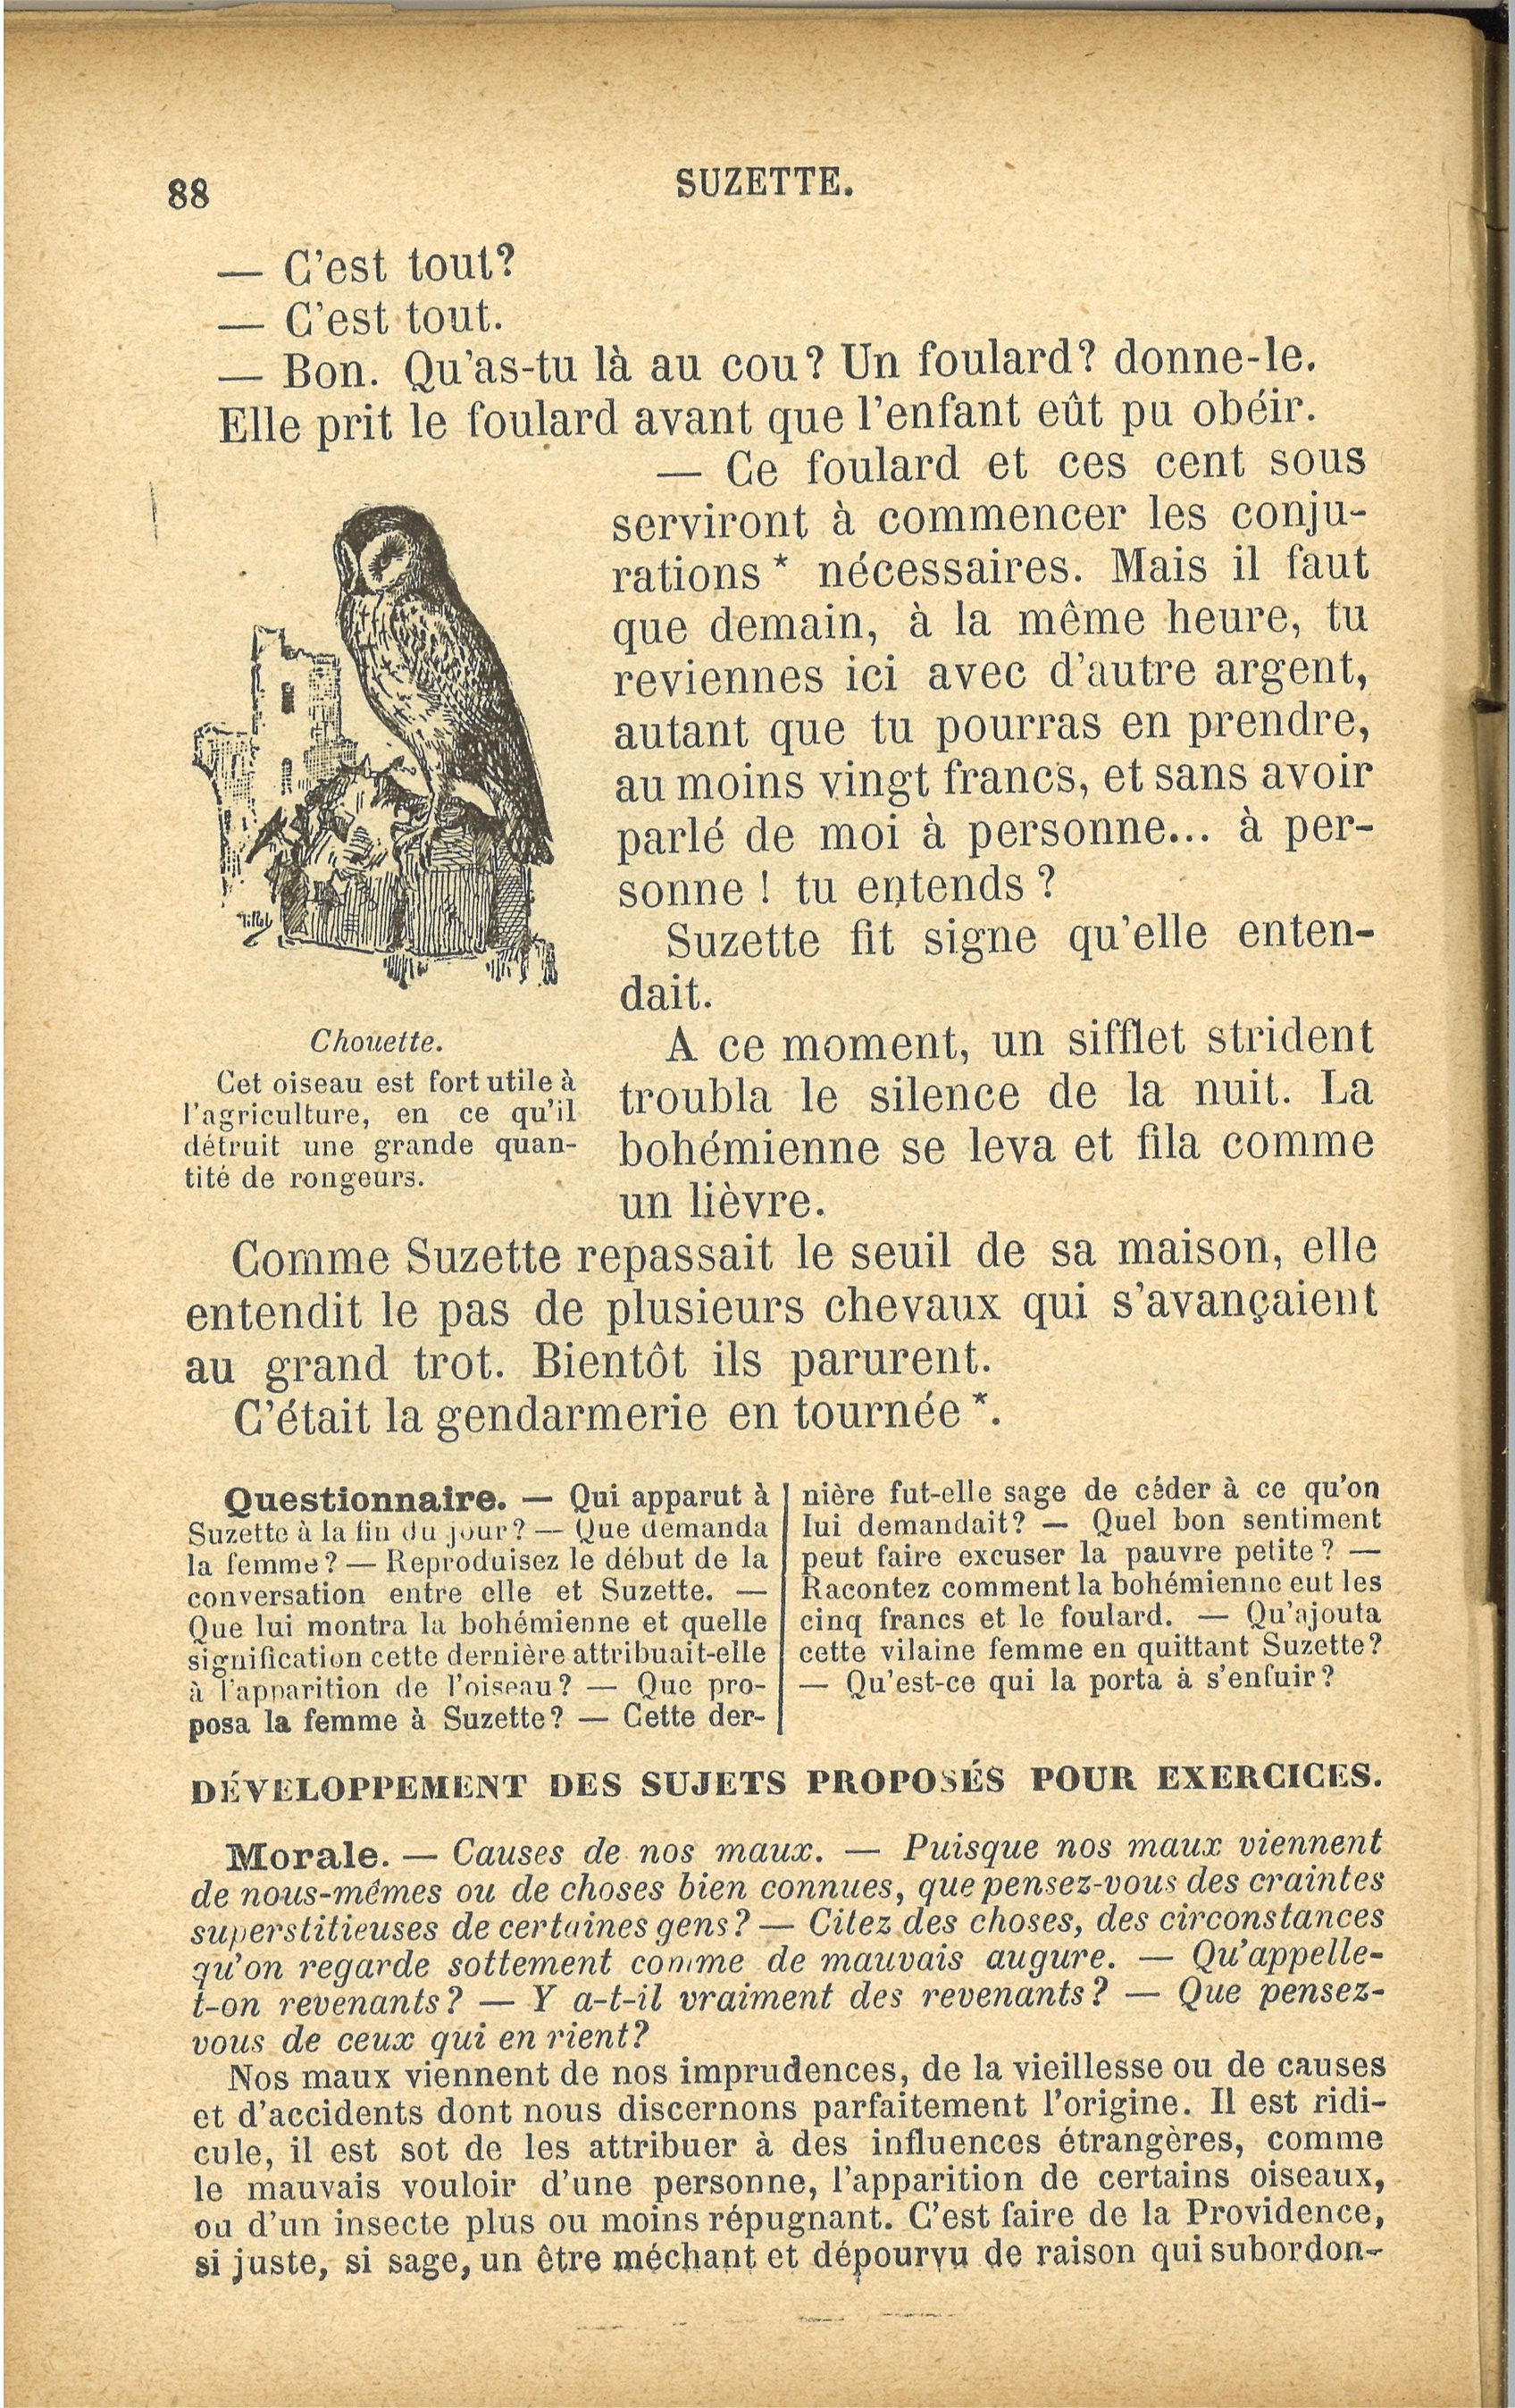 88
SUZETTE.
— C'est tout?
— C'est tout.
— Bon. Qu'as-tu là au cou? Un foulard? donne-le.
Elle prit le foulard avant que l'enfant eût pu obéir.
— Ce foulard et ces cent sous
serviront à commencer les conju-
rations * nécessaires. Mais il faut
que demain, à la même heure, tu
reviennes ici avec d'autre argent,
autant que tu pourras en prendre,
au moins vingt francs, et sans avoir
parlé de moi à personne... à per-
sonne! tu entends?
Suzette fit signe qu'elle enten-
dait.
A ce moment, un sifflet strident
troubla le silence de la nuit. La
bohémienne se leva et fila comme
un lièvre.
Chouette.
Cet oiseau est fort utile à
l'agriculture, en ce qu'il
détruit une grande quan-
tité de rongeurs.
Comme Suzette repassait le seuil de sa maison, elle
entendit le pas de plusieurs chevaux qui s'avançaient
au grand trot. Bientôt ils parurent.
C'était la gendarmerie en tournée *.
Questionnaire. — Qui apparut à
Suzette à la fin du jour? — Que demanda
la femme? — Reproduisez le début de la
conversation entre elle et Suzette. —
Que lui montra la bohémienne et quelle
signification cette dernière attribuait-elle
à l'apparition de l'oiseau? — Que pro-
posa la femme à Suzette? — Cette der-
nière fut-elle sage de céder à ce qu'on
lui demandait? — Quel bon sentiment
peut faire excuser la pauvre petite? —
Racontez comment la bohémienne eut les
cinq francs et le foulard. — Qu'ajouta
cette vilaine femme en quittant Suzette?
— Qu'est-ce qui la porta à s'enfuir?
DÉVELOPPEMENT DES SUJETS PROPOSÉS POUR EXERCICES.
Morale. — Causes de nos maux. — Puisque nos maux viennent
de nous-mêmes ou de choses bien connues, que pensez-vous des craintes
superstitieuses de certaines gens? — Citez des choses, des circonstances
qu'on regarde sottement comme de mauvais augure. — Qu'appelle-
t-on revenants? — Y a-t-il vraiment des revenants? — Que pensez-
vous de ceux qui en rient?
Nos maux viennent de nos imprudences, de la vieillesse ou de causes
et d'accidents dont nous discernons parfaitement l'origine. Il est ridi-
cule, il est sot de les attribuer à des influences étrangères, comme
le mauvais vouloir d'une personne, l'apparition de certains oiseaux,
ou d'un insecte plus ou moins répugnant. C'est faire de la Providence,
si juste, si sage, un être méchant et dépourvu de raison qui subordon-